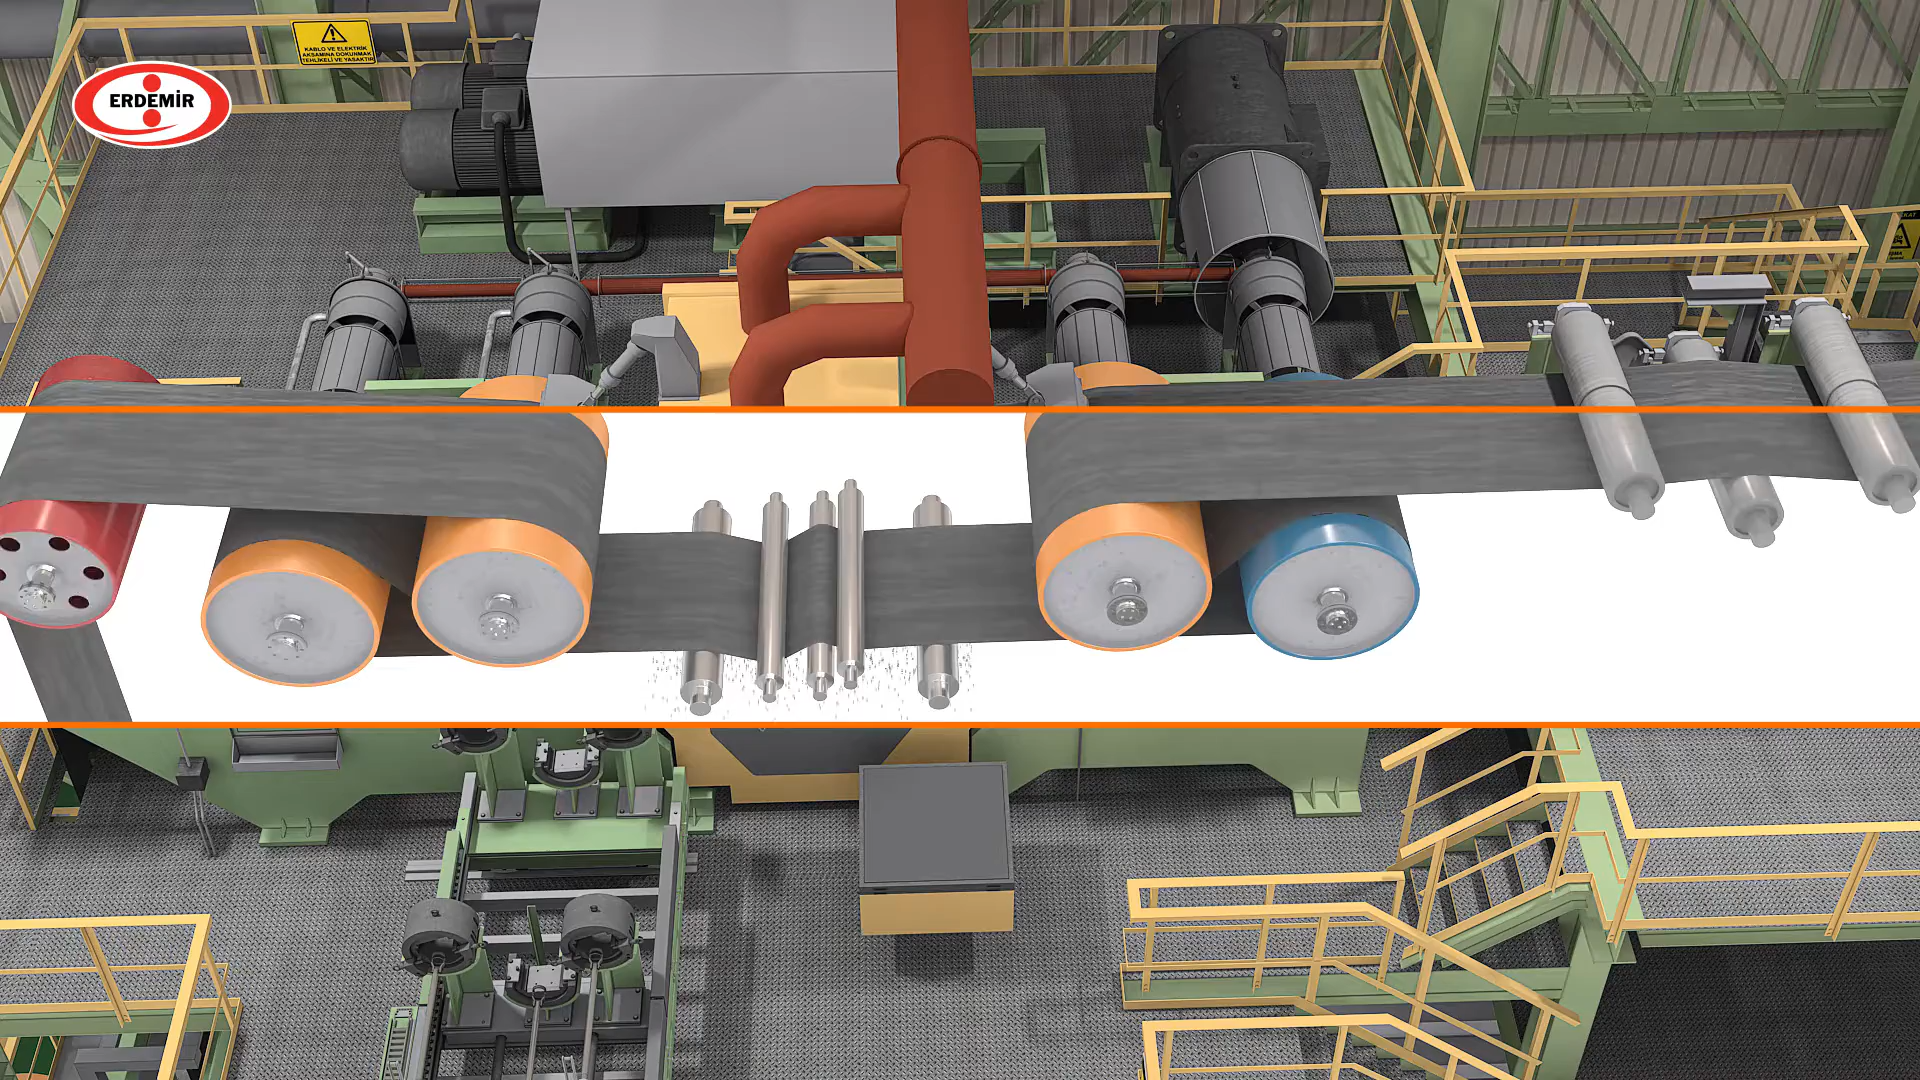 KABLO VE ELEKTRİK
AKSAMINA DOKUNMAK
TEHLİKELİ VE YASAKTIR
ERDEMİR